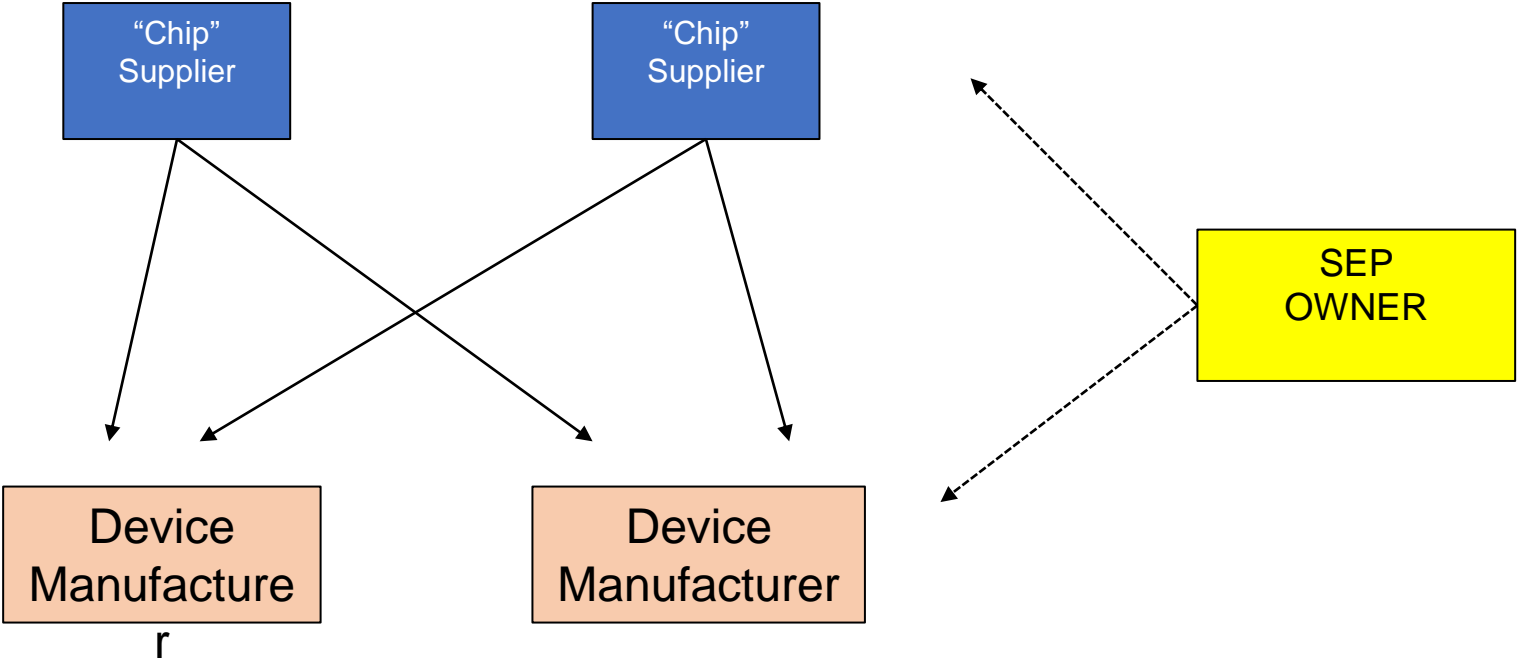 “Chip”
Supplier
“Chip”
Supplier
SEP
OWNER
Device
Manufacture
r
Device
Manufacturer